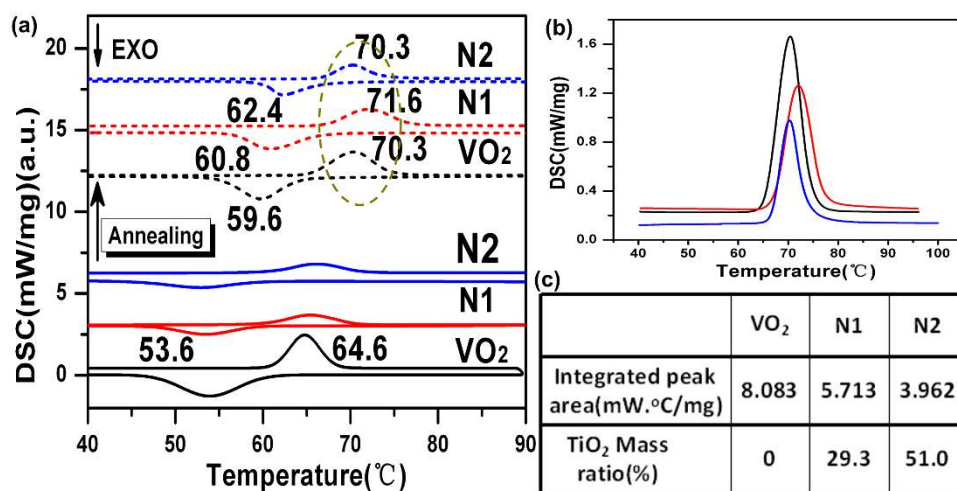 (a)
DSC(mW/mg)(a.u.)
20
15
10
5
0
EXO
70.3
N2
62.4
71.6
N1
60.8
70.3
VO2
59.6
Annealing
N2
N1
53.6
64.6
VO2
40 50 60 70 80 90
Temperature(℃)
(b)
DSC(mW/mg)
1.6
1.2
0.8
0.4
0.0
40 50 60 70 80 90 100
Temperature(℃)
(c)
VO2 N1 N2
Integrated peak
area(mW.ºC/mg) 8.083 5.713 3.962
TiO2 Mass
ratio(%) 0 29.3 51.0